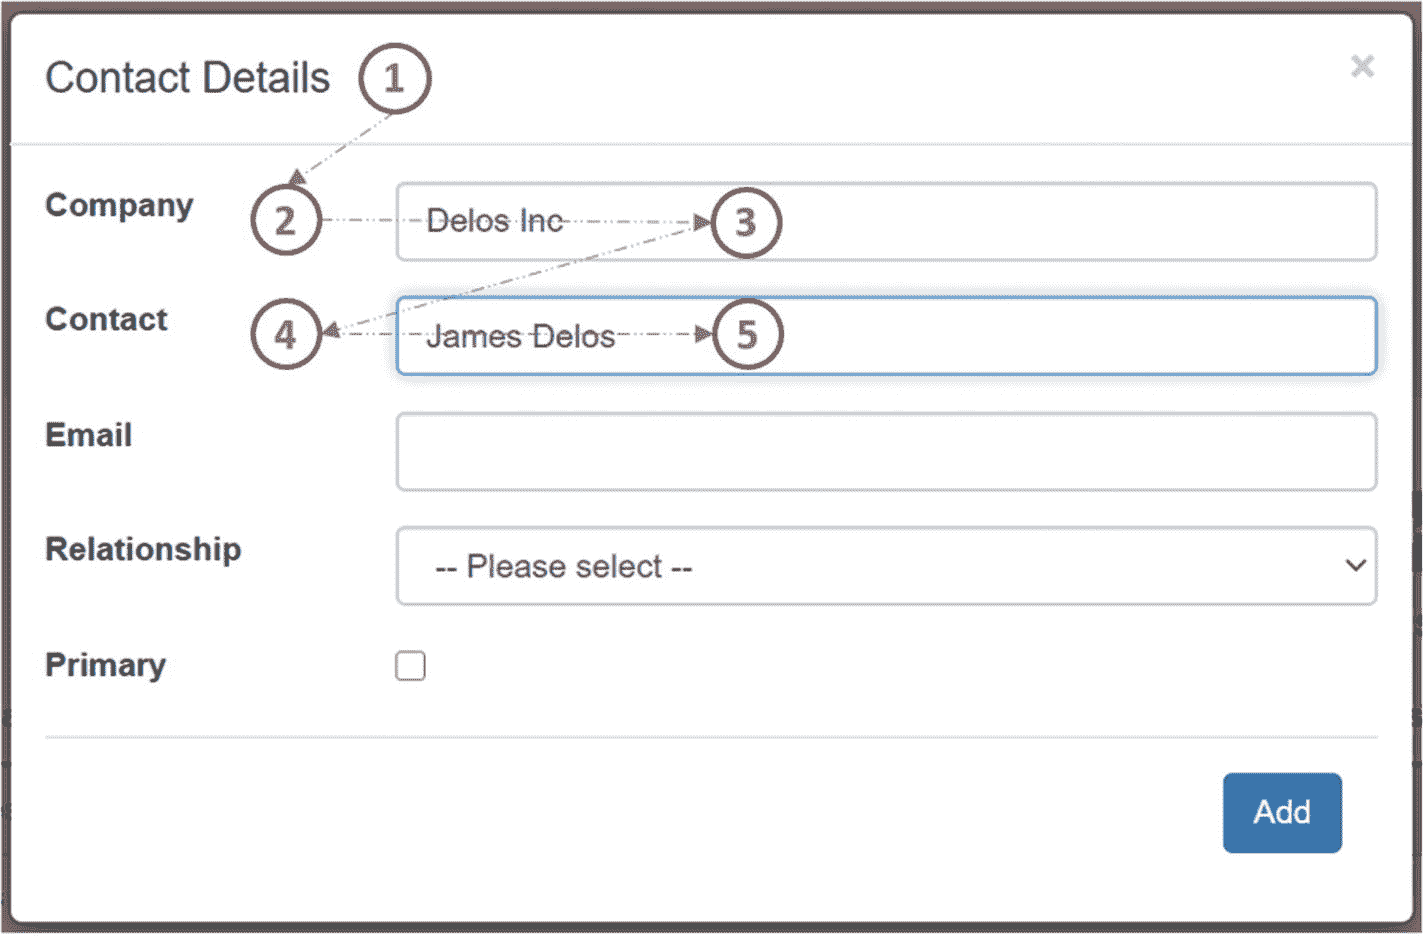 Contact Details 1 ×
Company 2 Delos Inc 3
Contact 4 James Delos 5
Email
Relationship -- Please select --
Primary
Add